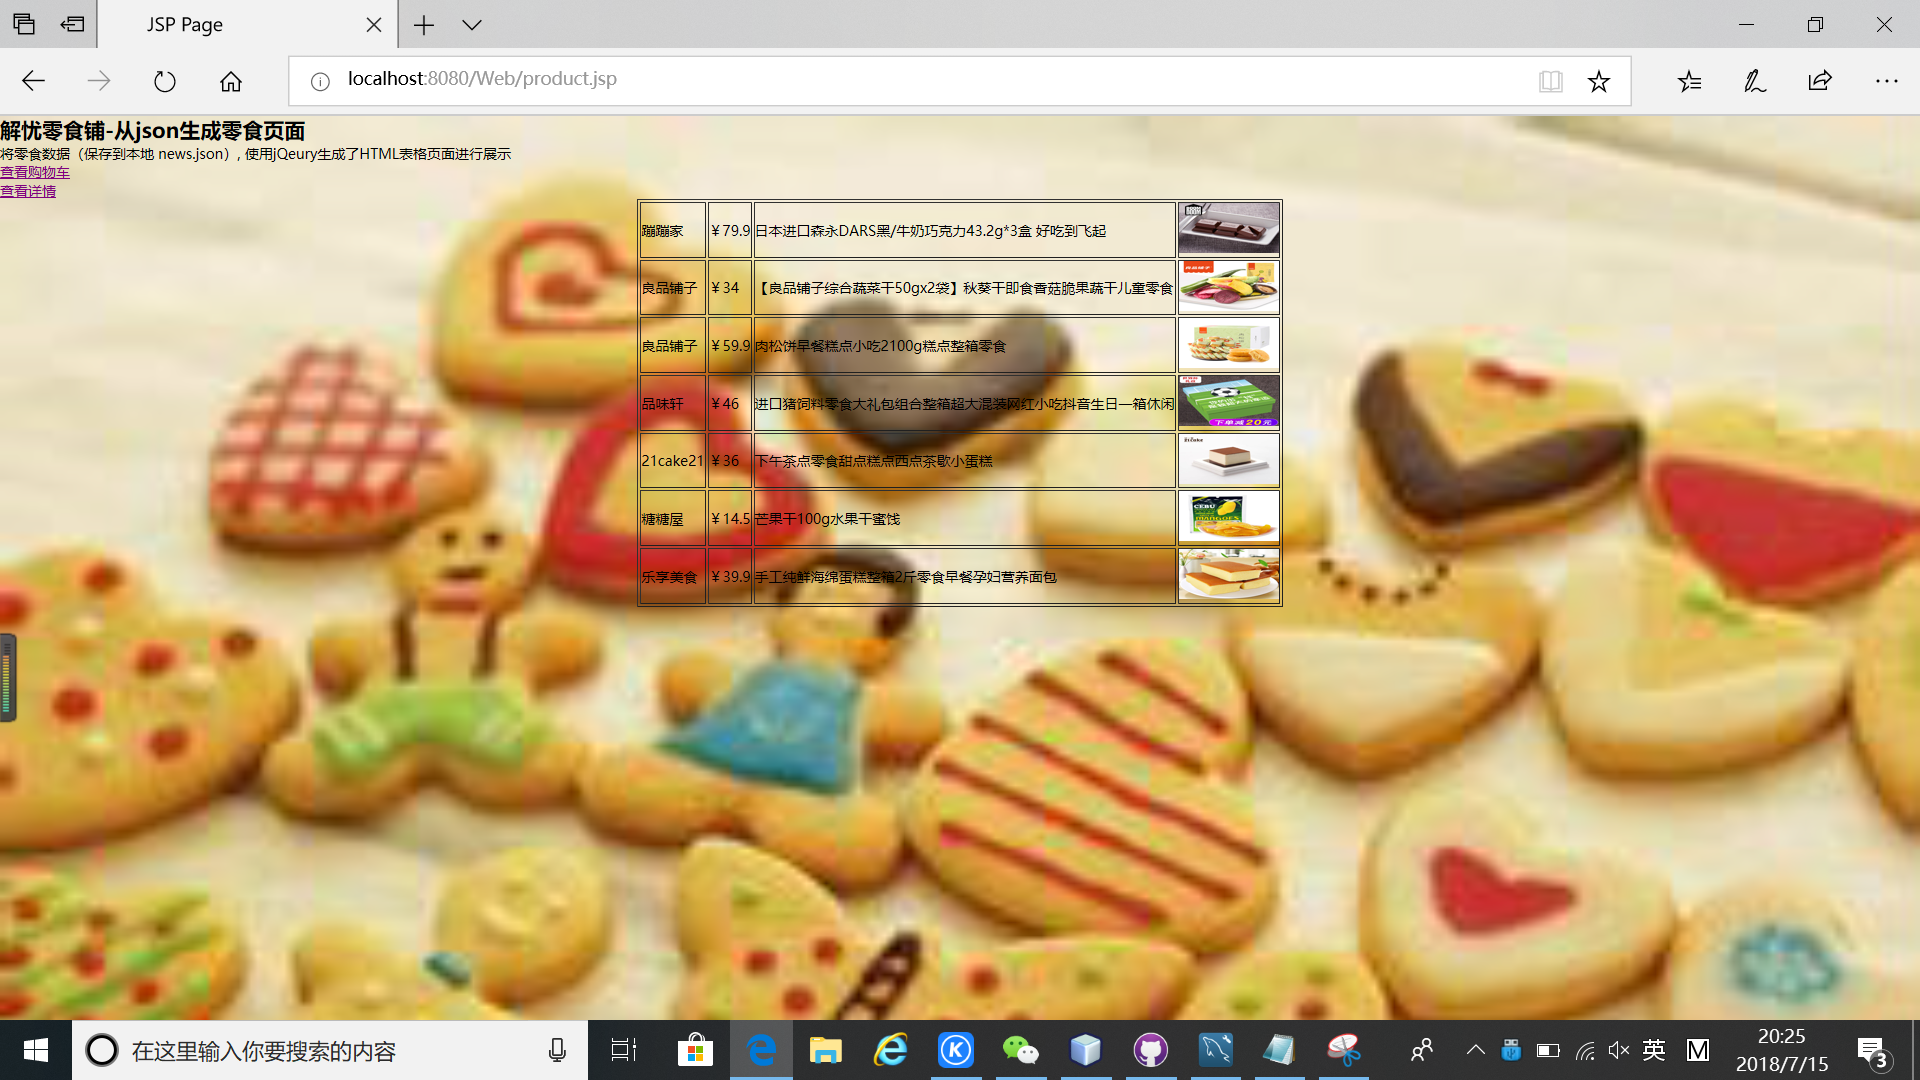 JSP Page
localhost:8080/Web/product.jsp
解忧零食铺-从json生成零食页面
将零食数据（保存到本地 news.json）, 使用jQeury生成了HTML表格页面进行展示
查看购物车
查看详情
蹦蹦家 ¥79.9 日本进口森永DARS黑/牛奶巧克力43.2g*3盒 好吃到飞起
良品铺子 ¥34 【良品铺子综合蔬菜干50gx2袋】秋葵干即食香菇脆果蔬干儿童零食
良品铺子 ¥59.9 肉松饼早餐糕点小吃2100g糕点整箱零食
品味轩 ¥46 进口猪饲料零食大礼包组合整箱超大混装网红小吃抖音生日一箱休闲
下单减20元
21cake21 ¥36 下午茶点零食甜点糕点西点茶歇小蛋糕
21cake
糖糖屋 ¥14.5 芒果干100g水果干蜜饯
CEBU
MANGOES
乐享美食 ¥39.9 手工纯鲜海绵蛋糕整箱2斤零食早餐孕妇营养面包
在这里输入你要搜索的内容
英
M
20:25
2018/7/15
3